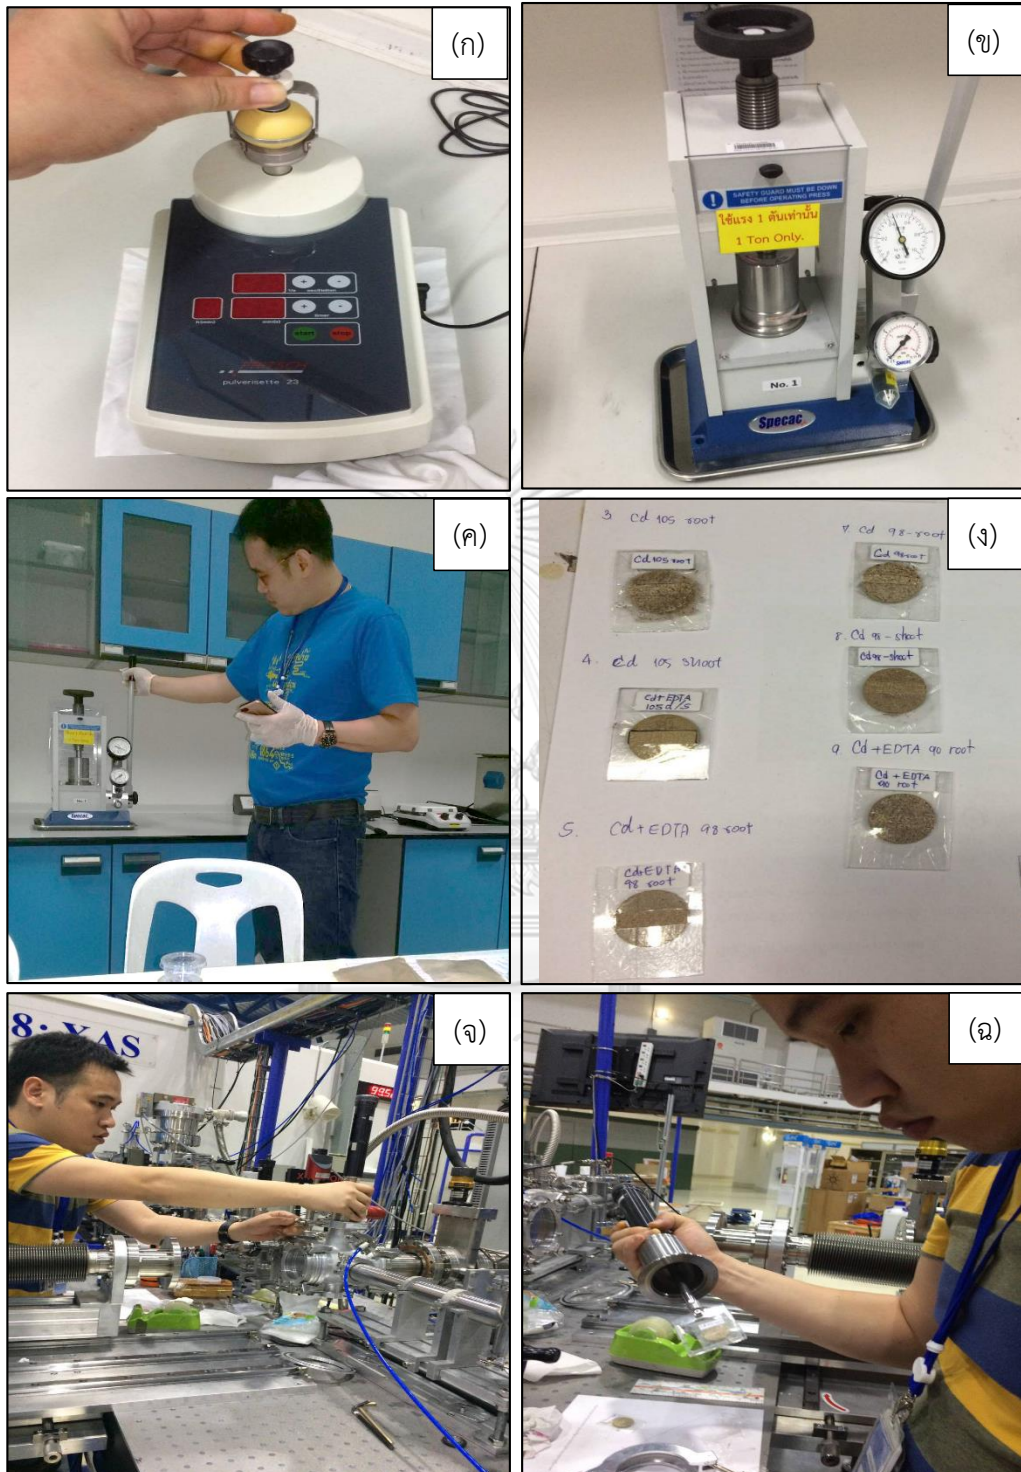 (ก)
FRITSCH
pulverisette 23
start
stop
(ข)
SAFETY GUARD MUST BE DOWN
BEFORE OPERATING PRESS
ใช้แรง 1 ตันเท่านั้น
1 Ton Only.
No. 1
Specac
Specac
(ค)
Specac
(ง)
3. Cd 105 root
Cd 105 root
4. Cd 105 shoot
Cd+EDTA
105d/S
5. Cd+EDTA 98 root
Cd+EDTA
98 root
7. Cd 98-root
Cd 98root
8. Cd 98-shoot
Cd 98-shoot
9. Cd+EDTA 90 root
Cd + EDTA
90 root
(จ)
8: XAS
(ฉ)